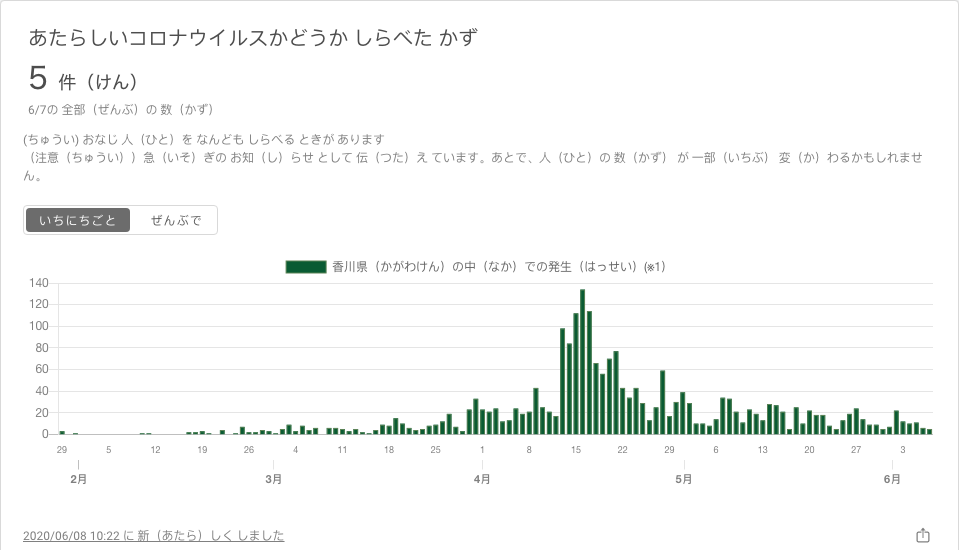 あたらしいコロナウイルスかどうか しらべた かず
5 件（けん）
6/7の 全部（ぜんぶ）の 数（かず）
(ちゅうい) おなじ 人（ひと）を なんども しらべる ときが あります
（注意（ちゅうい））急（いそ）ぎの お知（し）らせ として 伝（つた）え ています。あとで、人（ひと）の 数（かず） が 一部（いちぶ） 変（か）わるかもしれませ
ん。
いちにちごと ぜんぶで
香川県（かがわけん）の中（なか）での発生（はっせい）(※1)
140
120
100
80
60
40
20
0
29 5 12 19 26 4 11 18 25 1 8 15 22 29 6 13 20 27 3
2月 3月 4月 5月 6月
2020/06/08 10:22 に 新（あたら）しく しました